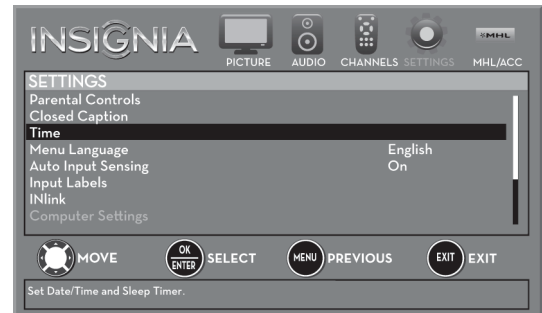 INSIGNIA
PICTURE AUDIO CHANNELS SETTINGS MHL/ACC
MHL
SETTINGS
Parental Controls
Closed Caption
Time
Menu Language English
Auto Input Sensing On
Input Labels
INlink
Computer Settings
MOVE OK ENTER SELECT MENU PREVIOUS EXIT EXIT
Set Date/Time and Sleep Timer.